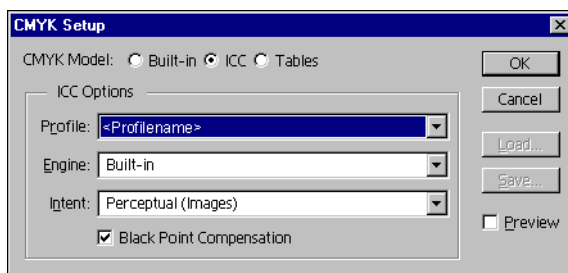 CMYK Setup
CMYK Model: Built-in ICC Tables
OK
ICC Options
Cancel
Profile: <Profilename>
Load...
Engine: Built-in
Save...
Intent: Perceptual (Images)
Preview
Black Point Compensation